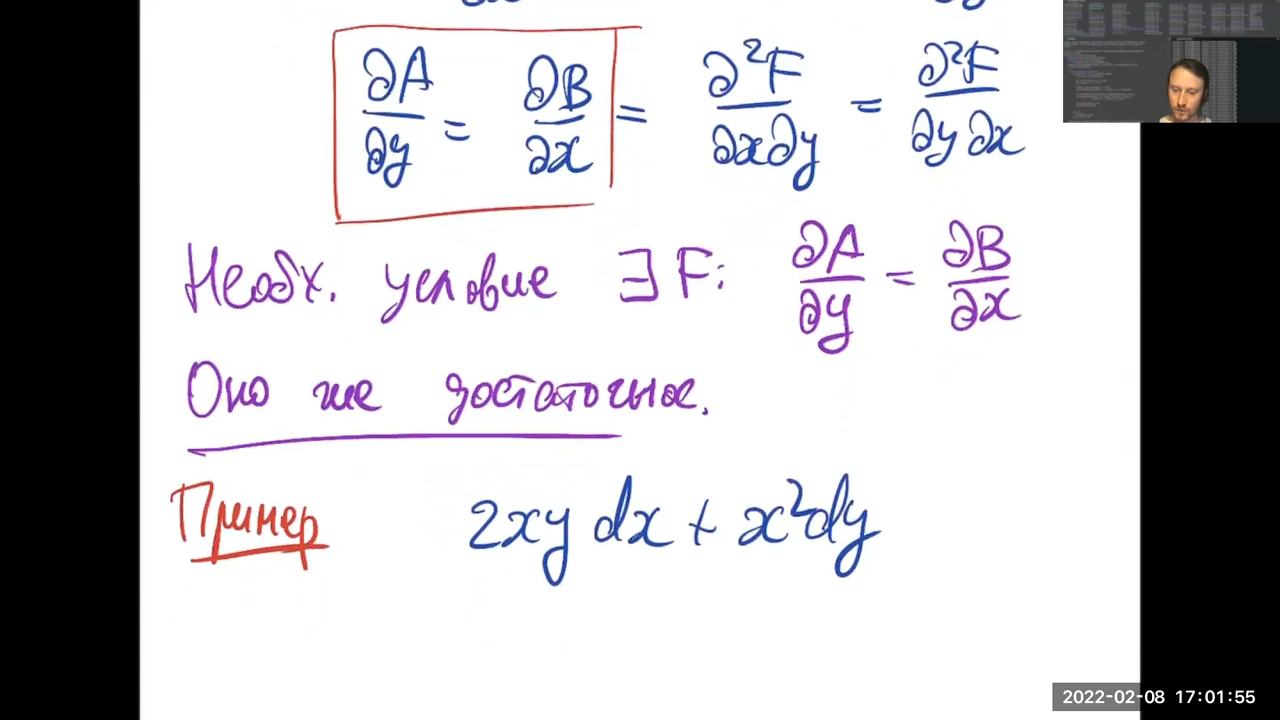 ∂A/∂y = ∂B/∂x = ∂²F/∂x∂y = ∂²F/∂y∂x
Необх. условие ∃ F: ∂A/∂y = ∂B/∂x
Оно же достаточное.
Пример 2xy dx + x²dy
2022-02-08 17:01:55